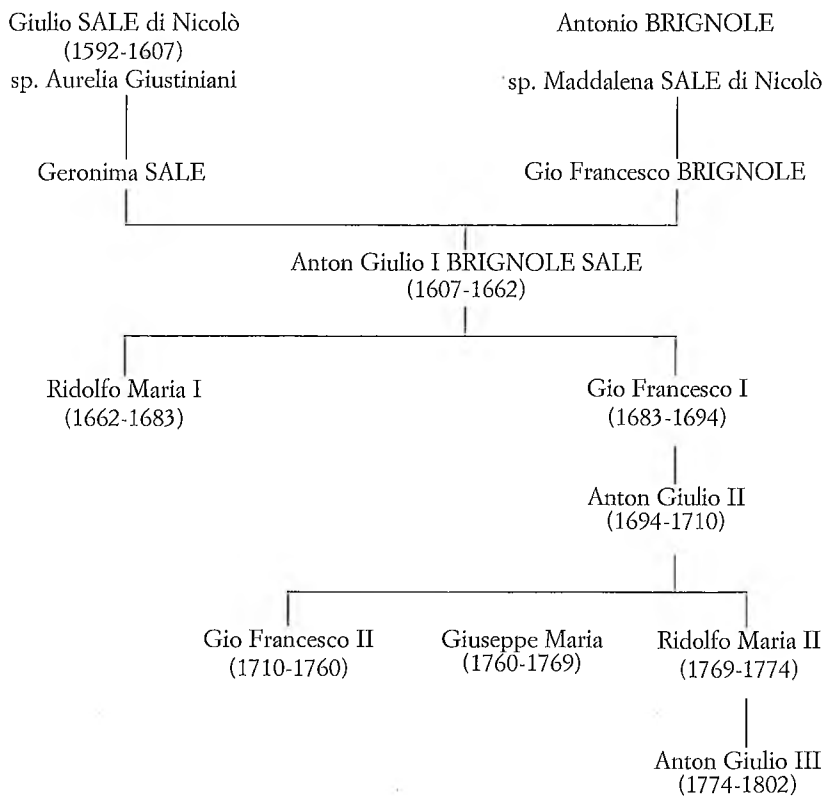 Giulio SALE di Nicolò
(1592-1607)
sp. Aurelia Giustiniani
Antonio BRIGNOLE
sp. Maddalena SALE di Nicolò
Geronima SALE
Gio Francesco BRIGNOLE
Anton Giulio I BRIGNOLE SALE
(1607-1662)
Ridolfo Maria I
(1662-1683)
Gio Francesco I
(1683-1694)
Anton Giulio II
(1694-1710)
Gio Francesco II
(1710-1760)
Giuseppe Maria
(1760-1769)
Ridolfo Maria II
(1769-1774)
Anton Giulio III
(1774-1802)